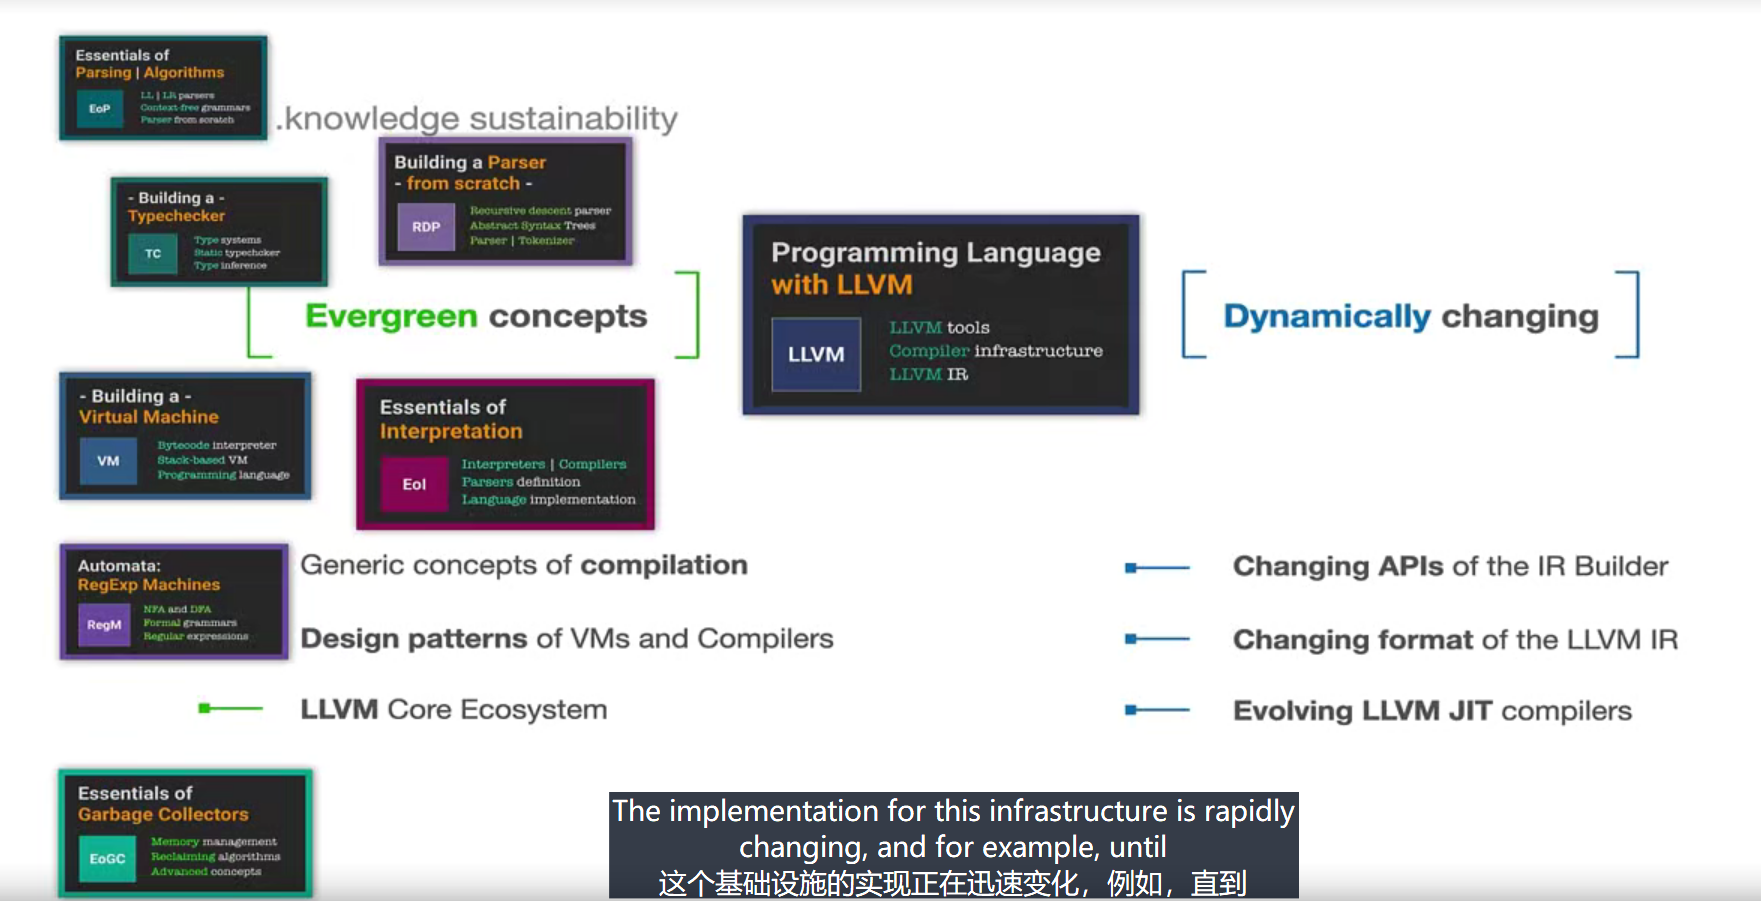 Essentials of
Parsing | Algorithms
EoP
LL | LR parsers
Context-free grammars
Parser from scratch
.knowledge sustainability
Building a Parser
- from scratch -
RDP
Recursive descent parser
Abstract Syntax Trees
Parser | Tokenizer
- Building a -
Typechecker
TC
Type systems
Static typechcker
Type inference
Evergreen concepts
Programming Language
with LLVM
LLVM
LLVM tools
Compiler infrastructure
LLVM IR
Dynamically changing
- Building a -
Virtual Machine
VM
Bytecode interpreter
Stack-based VM
Programming language
Essentials of
Interpretation
EoI
Interpreters | Compilers
Parsers definition
Language implementation
Automata:
RegExp Machines
RegM
NFA and DFA
Formal grammars
Regular expressions
Generic concepts of compilation
Design patterns of VMs and Compilers
LLVM Core Ecosystem
Changing APIs of the IR Builder
Changing format of the LLVM IR
Evolving LLVM JIT compilers
Essentials of
Garbage Collectors
EoGC
Memory management
Reclaiming algorithms
Advanced concepts
The implementation for this infrastructure is rapidly
changing, and for example, until
这个基础设施的实现正在迅速变化，例如，直到